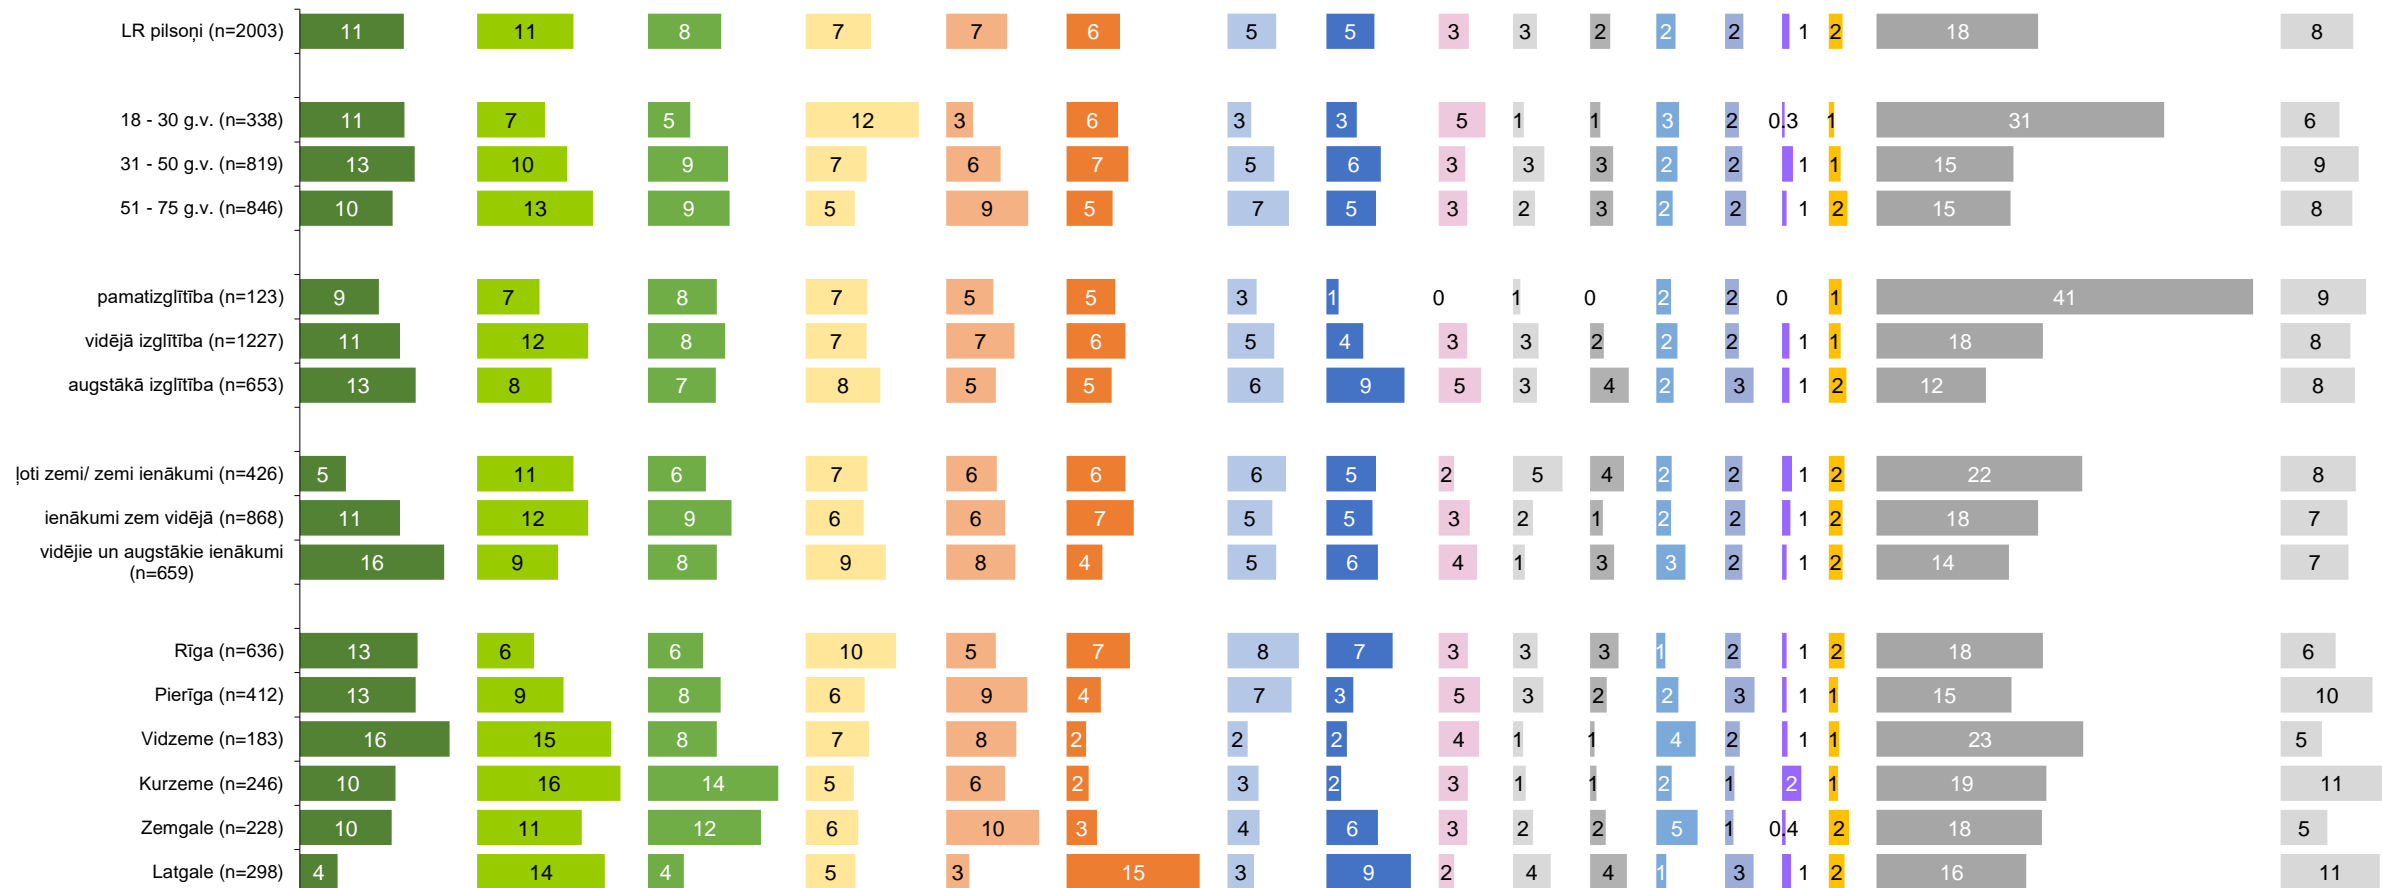 LR pilsoņi (n=2003) 11 11 8 7 7 6 5 5 3 3 2 2 2 1 2 18 8
18 - 30 g.v. (n=338) 11 7 5 12 3 6 3 3 5 1 1 3 2 0.3 1 31 6
31 - 50 g.v. (n=819) 13 10 9 7 6 7 5 6 3 3 3 2 2 1 1 15 9
51 - 75 g.v. (n=846) 10 13 9 5 9 5 7 5 3 2 3 2 2 1 2 15 8
pamatizglītība (n=123) 9 7 8 7 5 5 3 1 0 1 0 2 2 0 1 41 9
vidējā izglītība (n=1227) 11 12 8 7 7 6 5 4 3 3 2 2 2 1 1 18 8
augstākā izglītība (n=653) 13 8 7 8 5 5 6 9 5 3 4 2 3 1 2 12 8
ļoti zemi/ zemi ienākumi (n=426) 5 11 6 7 6 6 6 5 2 5 4 2 2 1 2 22 8
ienākumi zem vidējā (n=868) 11 12 9 6 6 7 5 5 3 2 1 2 2 1 2 18 7
vidējie un augstākie ienākumi
(n=659) 16 9 8 9 8 4 5 6 4 1 3 3 2 1 2 14 7
Rīga (n=636) 13 6 6 10 5 7 8 7 3 3 3 1 2 1 2 18 6
Pierīga (n=412) 13 9 8 6 9 4 7 3 5 3 2 2 3 1 1 15 10
Vidzeme (n=183) 16 15 8 7 8 2 2 2 4 1 1 4 2 1 1 23 5
Kurzeme (n=246) 10 16 14 5 6 2 3 2 3 1 1 2 1 2 1 19 11
Zemgale (n=228) 10 11 12 6 10 3 4 6 3 2 2 5 1 0.4 2 18 5
Latgale (n=298) 4 14 4 5 3 15 3 9 2 4 4 1 3 1 2 16 11